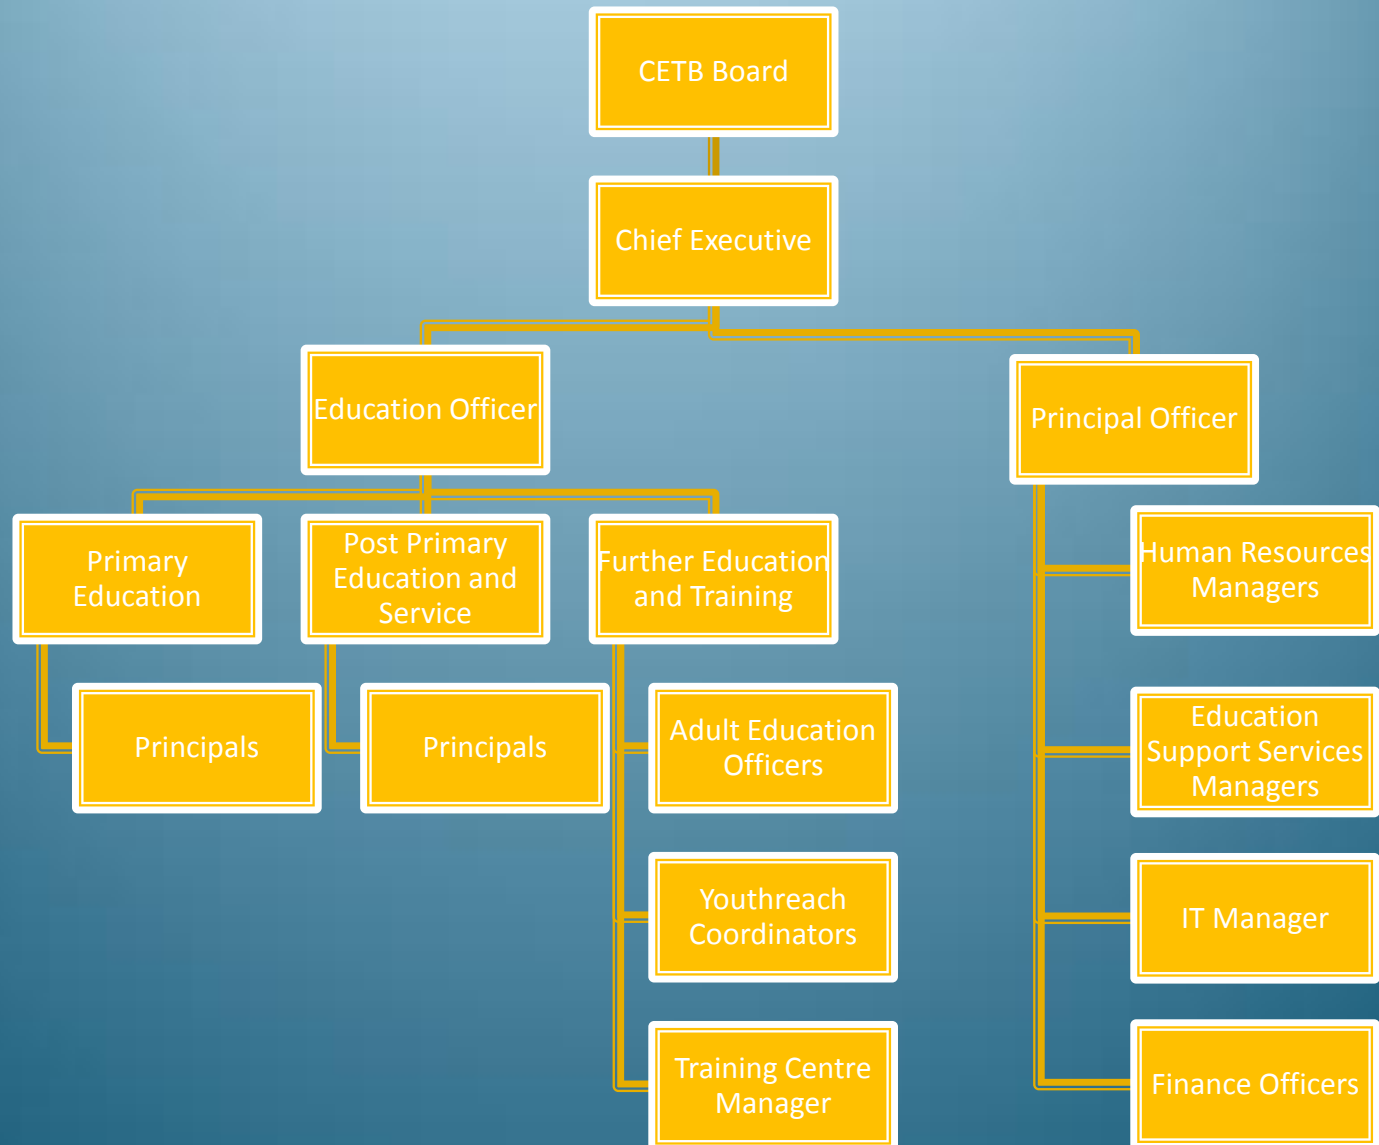 CETB Board
Chief Executive
Education Officer
Principal Officer
Primary
Education
Post Primary
Education and
Service
Further Education
and Training
Human Resources
Managers
Principals
Principals
Adult Education
Officers
Education
Support Services
Managers
Youthreach
Coordinators
IT Manager
Training Centre
Manager
Finance Officers